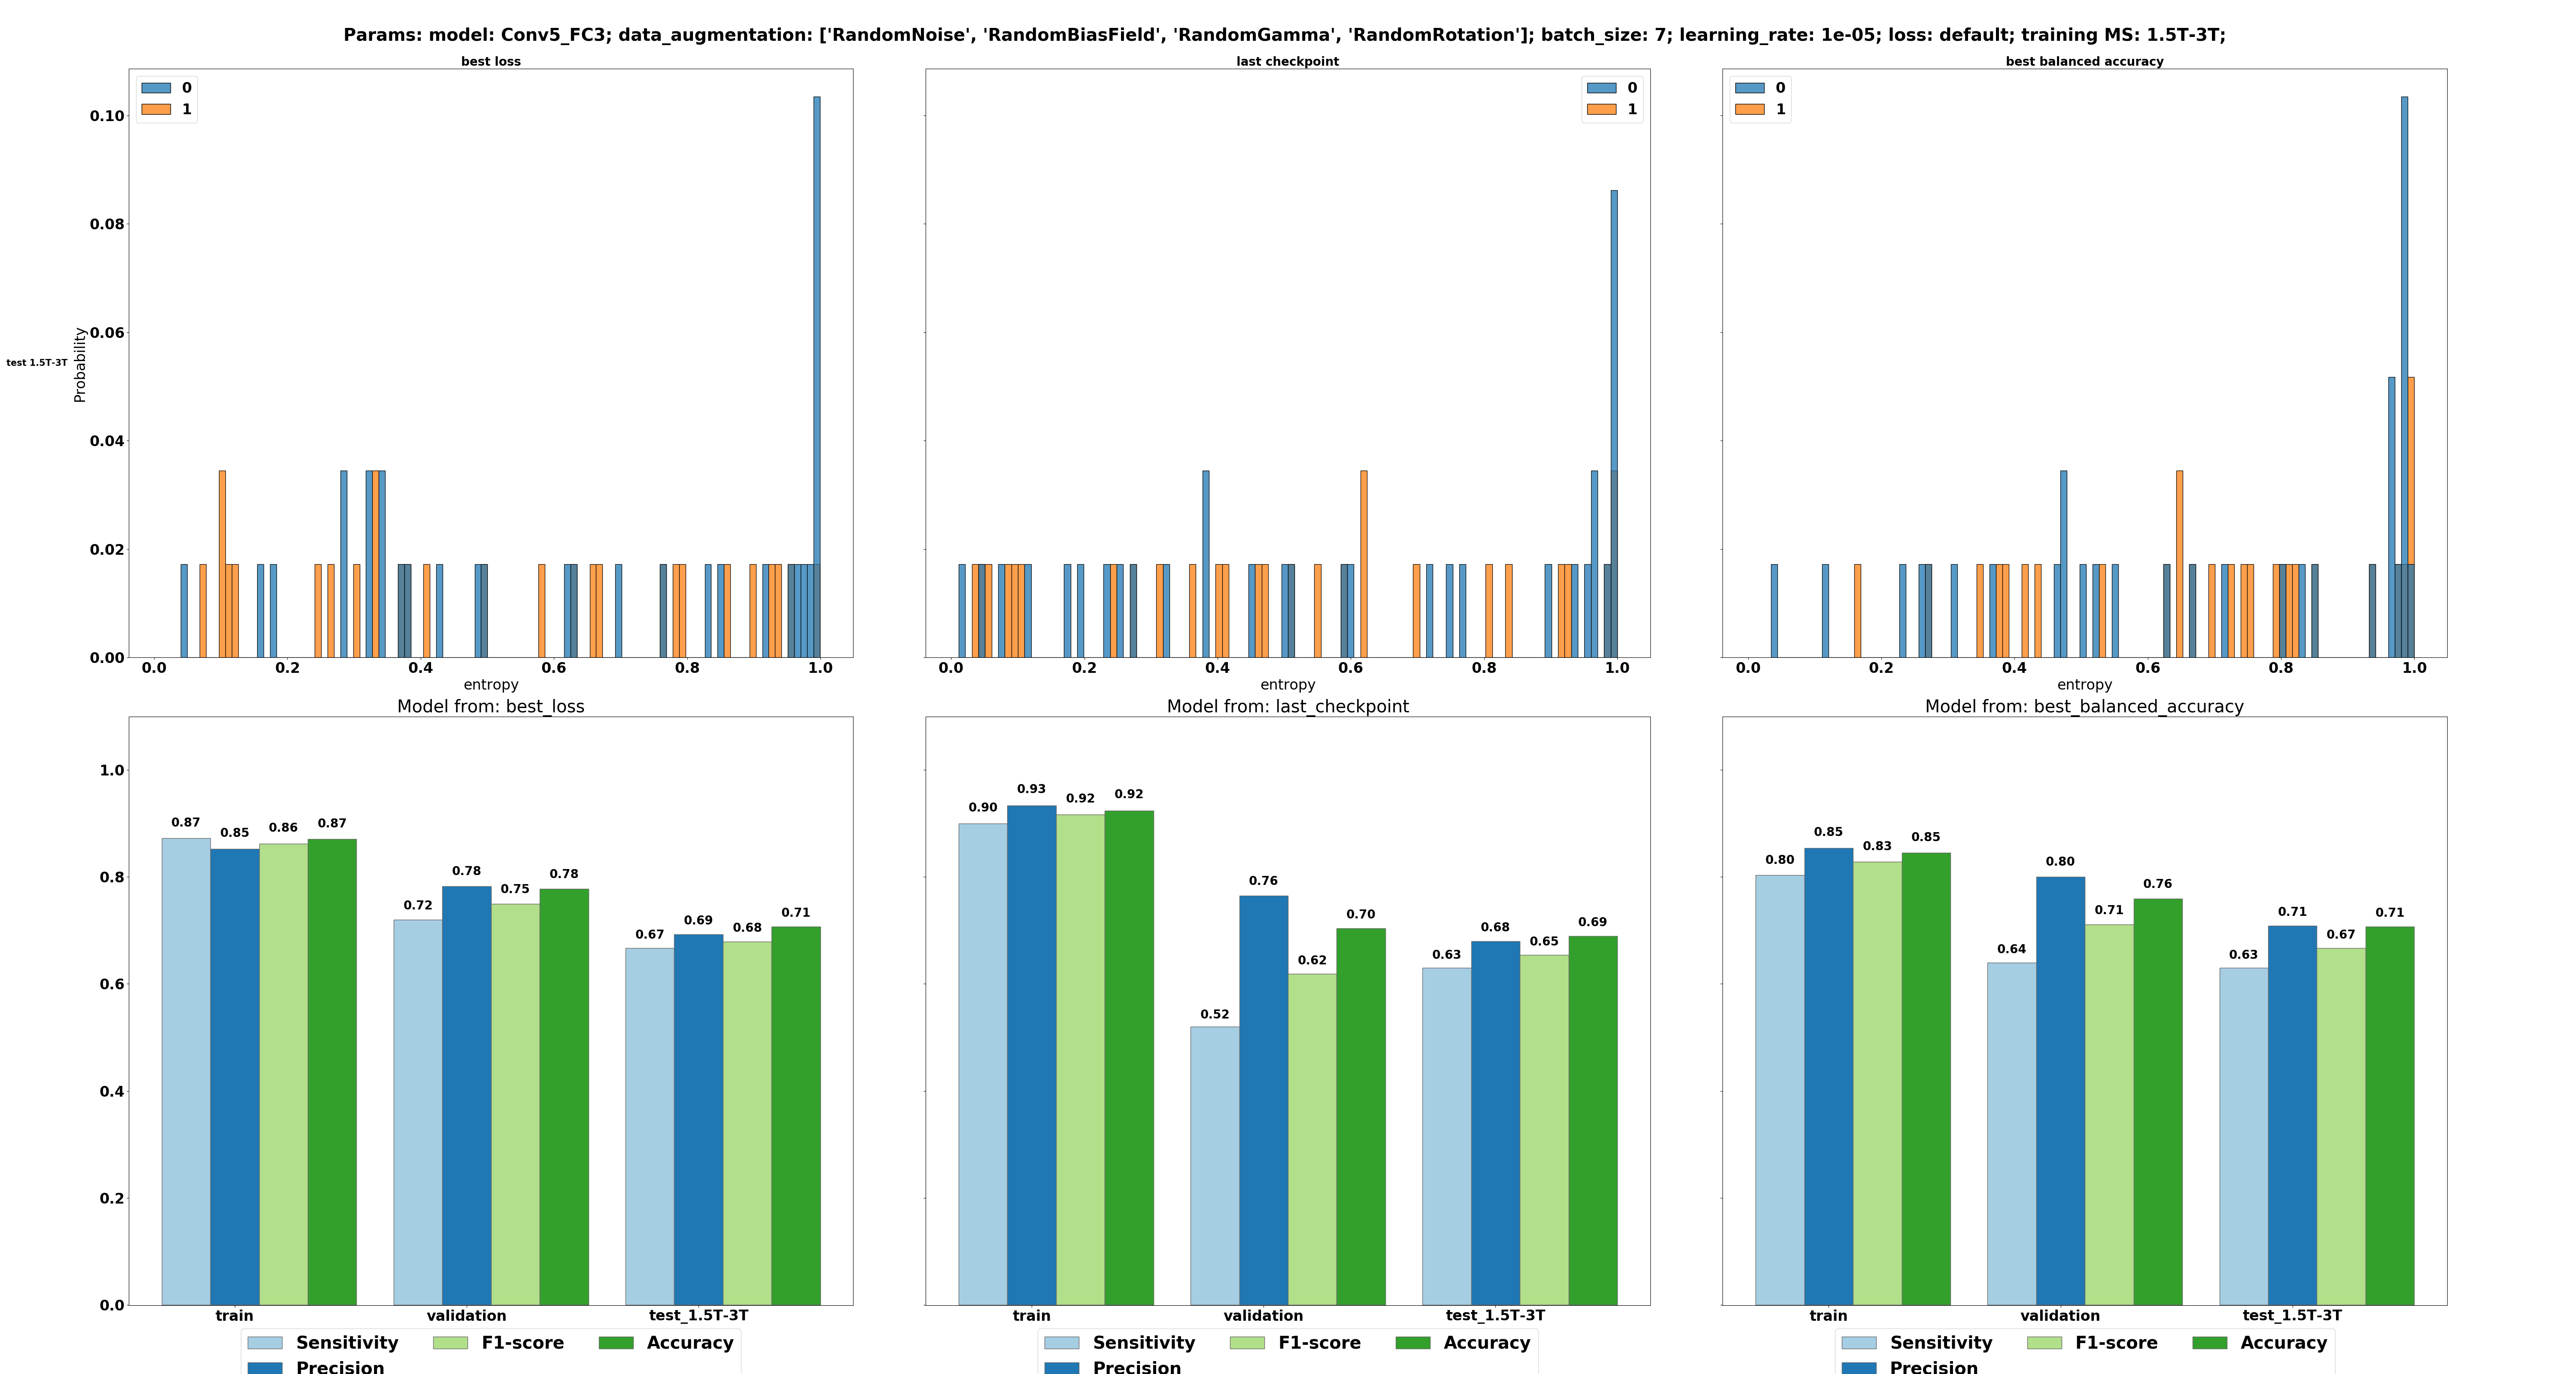 Params: model: Conv5_FC3; data_augmentation: ['RandomNoise', 'RandomBiasField', 'RandomGamma', 'RandomRotation']; batch_size: 7; learning_rate: 1e-05; loss: default; training MS: 1.5T-3T;
best loss
last checkpoint
best balanced accuracy
0
1
0
1
0
1
0.10
0.08
0.06
0.04
0.02
0.00
Probability
test 1.5T-3T
0.0 0.2 0.4 0.6 0.8 1.0
0.0 0.2 0.4 0.6 0.8 1.0
0.0 0.2 0.4 0.6 0.8 1.0
entropy
entropy
entropy
Model from: best_loss
Model from: last_checkpoint
Model from: best_balanced_accuracy
1.0
0.8
0.6
0.4
0.2
0.0
0.87 0.85 0.86 0.87
0.72 0.78 0.75 0.78
0.67 0.69 0.68 0.71
0.90 0.93 0.92 0.92
0.52 0.76 0.62 0.70
0.63 0.68 0.65 0.69
0.80 0.85 0.83 0.85
0.64 0.80 0.71 0.76
0.63 0.71 0.67 0.71
train validation test_1.5T-3T
train validation test_1.5T-3T
train validation test_1.5T-3T
Sensitivity F1-score Accuracy
Precision
Sensitivity F1-score Accuracy
Precision
Sensitivity F1-score Accuracy
Precision